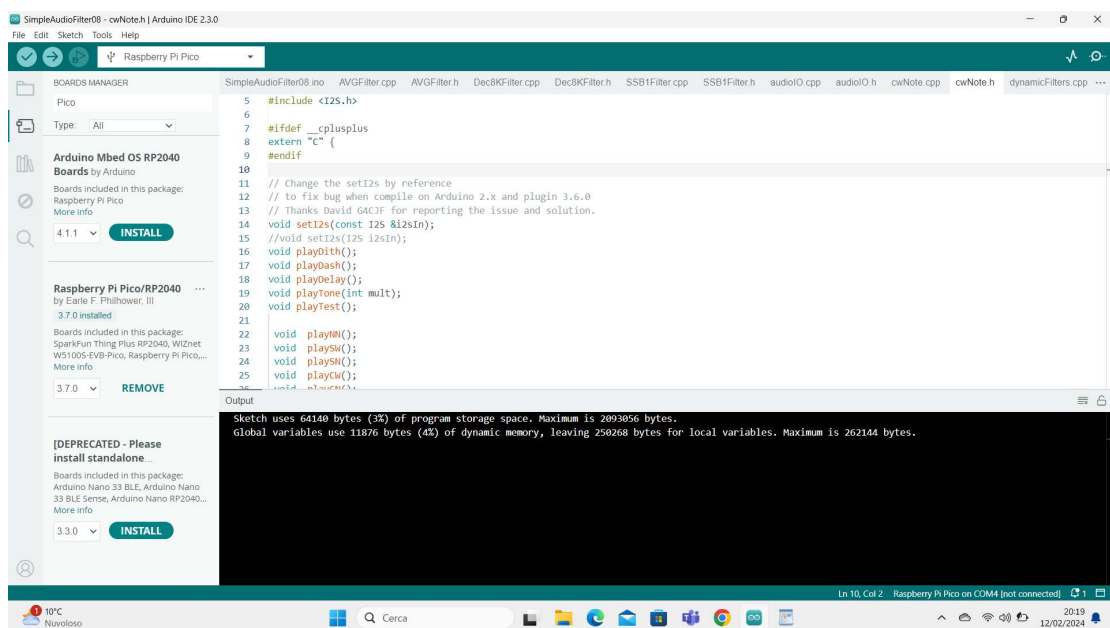 SimpleAudioFilter08 - cwNote.h | Arduino IDE 2.3.0
File Edit Sketch Tools Help
Raspberry Pi Pico
BOARDS MANAGER
Pico
Type: All
Arduino Mbed OS RP2040
Boards by Arduino
Boards included in this package:
Raspberry Pi Pico
More info
4.1.1 INSTALL
Raspberry Pi Pico/RP2040 ...
by Earle F. Philhower, III
3.7.0 installed
Boards included in this package:
SparkFun Thing Plus RP2040, WIZnet
W5100S-EVB-Pico, Raspberry Pi Pico,...
More info
3.7.0 REMOVE
[DEPRECATED - Please
install standalone...
Boards included in this package:
Arduino Nano 33 BLE, Arduino Nano
33 BLE Sense, Arduino Nano RP2040...
More info
3.3.0 INSTALL
SimpleAudioFilter08.ino AVGFilter.cpp AVGFilter.h Dec8KFilter.cpp Dec8KFilter.h SSB1Filter.cpp SSB1Filter.h audioIO.cpp audioIO.h cwNote.cpp cwNote.h dynamicFilters.cpp ...
5 #include <I2S.h>
6
7 #ifdef __cplusplus
8 extern "C" {
9 #endif
10
11 // Change the setI2s by reference
12 // to fix bug when compile on Arduino 2.x and plugin 3.6.0
13 // Thanks David G4CJF for reporting the issue and solution.
14 void setI2s(const I2S &i2sIn);
15 //void setI2s(I2S i2sIn);
16 void playDith();
17 void playDash();
18 void playDelay();
19 void playTone(int mult);
20 void playTest();
21
22 void playNN();
23 void playSW();
24 void playSN();
25 void playCW();
26 void playCN();
Output
Sketch uses 64140 bytes (3%) of program storage space. Maximum is 2093056 bytes.
Global variables use 11876 bytes (4%) of dynamic memory, leaving 250268 bytes for local variables. Maximum is 262144 bytes.
Ln 10, Col 2 Raspberry Pi Pico on COM4 [not connected] 1
1
10°C
Nuvoloso
Cerca
20:19
12/02/2024